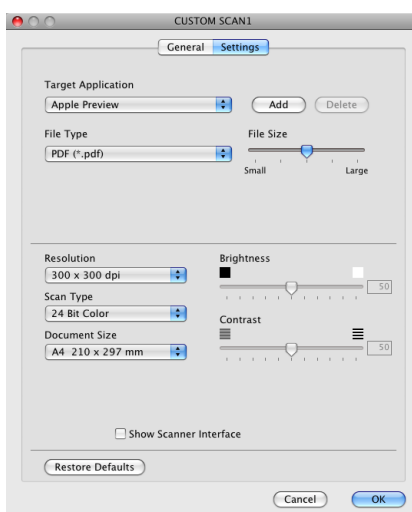 CUSTOM SCAN1
General Settings
Target Application
Apple Preview Add Delete
File Type File Size
PDF (*.pdf)
Small Large
Resolution Brightness
300 x 300 dpi
50
Scan Type
24 Bit Color Contrast
Document Size
A4 210 x 297 mm 50
Show Scanner Interface
Restore Defaults
Cancel OK